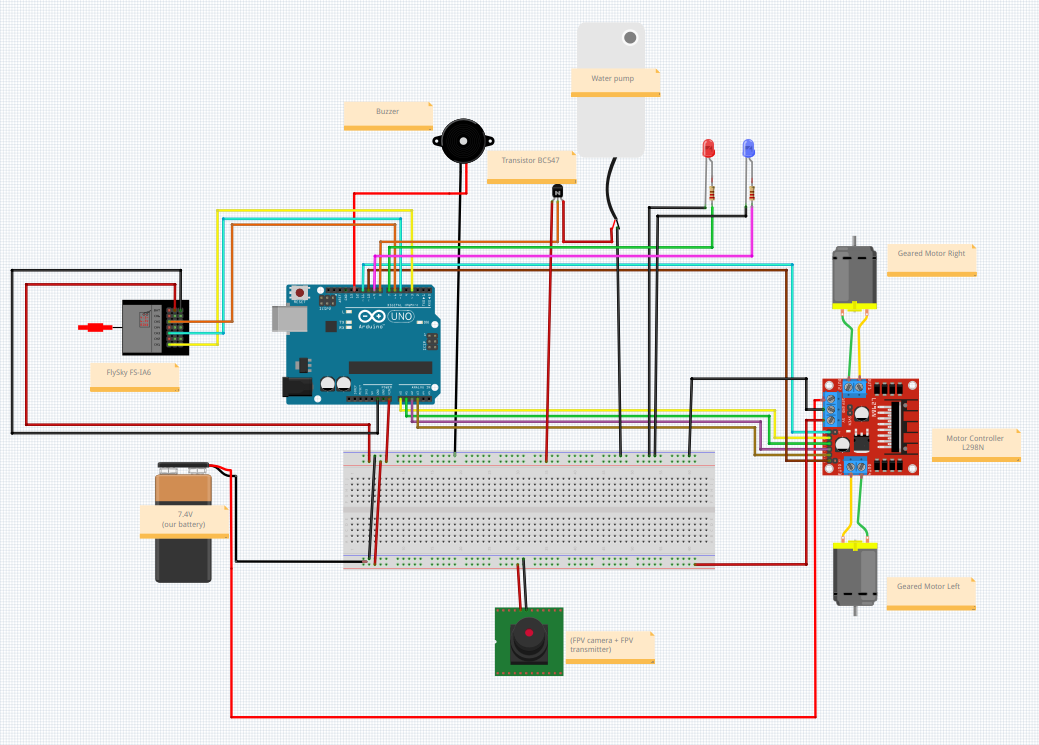 Water pump
Buzzer
Transistor BC547
Geared Motor Right
RESET
UNO
Arduino
FlySky FS-IA6
Motor Controller
L298N
7.4V
(our battery)
Geared Motor Left
(FPV camera + FPV
transmitter)